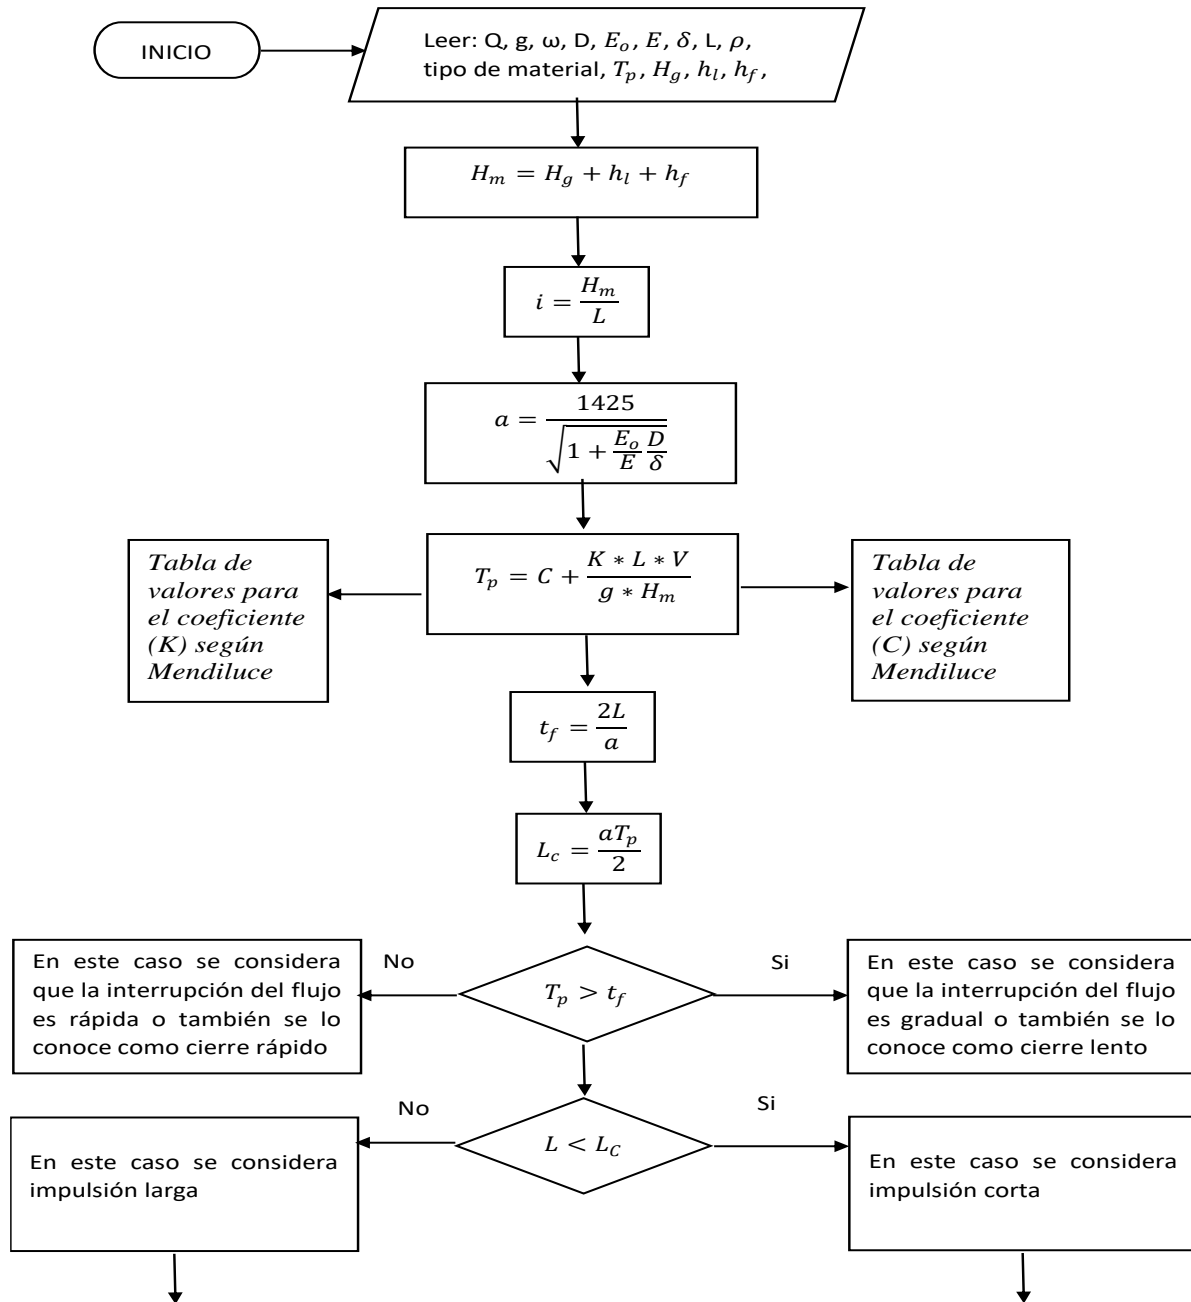 INICIO
Leer: Q, g, ω, D, E_o, E, δ, L, ρ,
tipo de material, T_p, H_g, h_l, h_f,
H_m = H_g + h_l + h_f
i = H_m / L
a = 1425 / √(1 + E_o/E D/δ)
Tabla de
valores para
el coeficiente
(K) según
Mendiluce
T_p = C + (K * L * V) / (g * H_m)
Tabla de
valores para
el coeficiente
(C) según
Mendiluce
t_f = 2L / a
L_c = aT_p / 2
En este caso se considera
que la interrupción del flujo
es rápida o también se lo
conoce como cierre rápido
No
T_p > t_f
Si
En este caso se considera
que la interrupción del flujo
es gradual o también se lo
conoce como cierre lento
No
L < L_C
Si
En este caso se considera
impulsión larga
En este caso se considera
impulsión corta